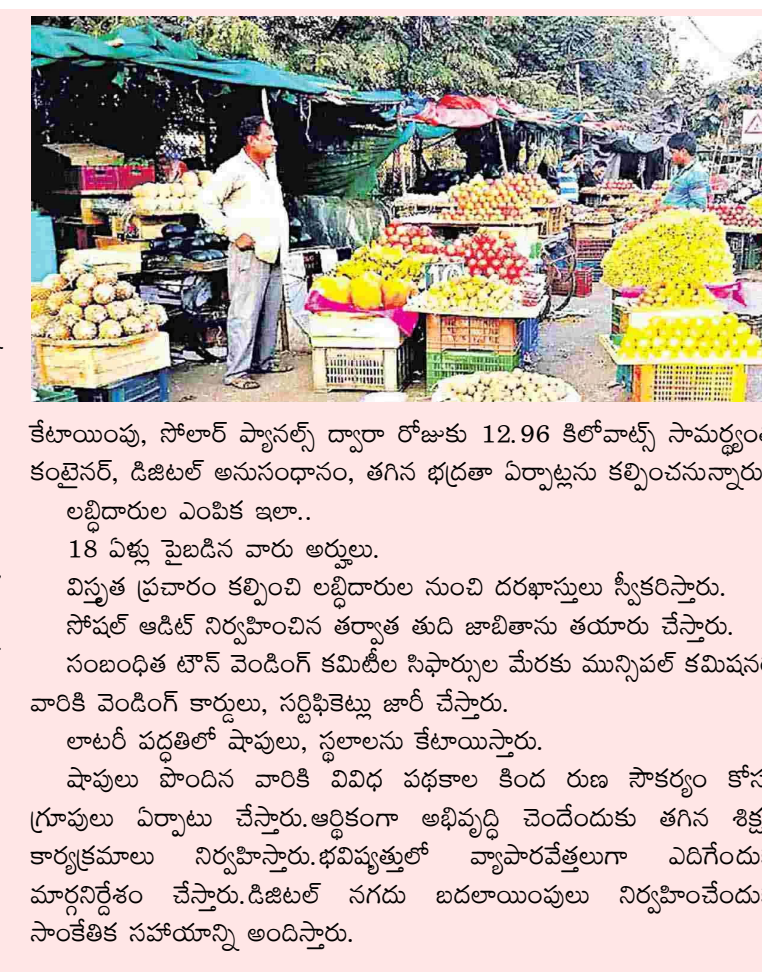 కేటాయింపు, సోలార్ ప్యానల్స్ ద్వారా రోజుకు 12.96 కిలోవాట్స్
కంటైనర్, డిజిటల్ అనుసంధానం, తగిన భద్రతా ఏర్పాట్లను కల్పించనున్నారు
లబ్ధిదారుల ఎంపిక ఇలా..
18 ఏళ్లు పైబడిన వారు అర్హులు.
విస్తృత ప్రచారం కల్పించి లబ్ధిదారుల నుంచి దరఖాస్తులు స్వీకరిస్తారు.
సోషల్ ఆడిట్ నిర్వహించిన తర్వాత తుది జాబితాను తయారు చేస్తారు.
సంబంధిత టౌన్ వెండింగ్ కమిటీల సిఫార్సుల మేరకు మున్సిపల్
వారికి వెండింగ్ కార్డులు, సర్టిఫికెట్లు జారీ చేస్తారు.
లాటరీ పద్ధతిలో షాపులు, స్థలాలను కేటాయిస్తారు.
షాపులు పొందిన వారికి వివిధ పథకాల కింద రుణ సౌకర్యం
గ్రూపులు ఏర్పాటు చేస్తారు.ఆర్థికంగా అభివృద్ధి చెందేందుకు తగిన
కార్యక్రమాలు నిర్వహిస్తారు.భవిష్యత్తులో వ్యాపారవేత్తలుగా
మార్గనిర్దేశం చేస్తారు.డిజిటల్ నగదు బదలాయింపులు
సాంకేతిక సహాయాన్ని అందిస్తారు.